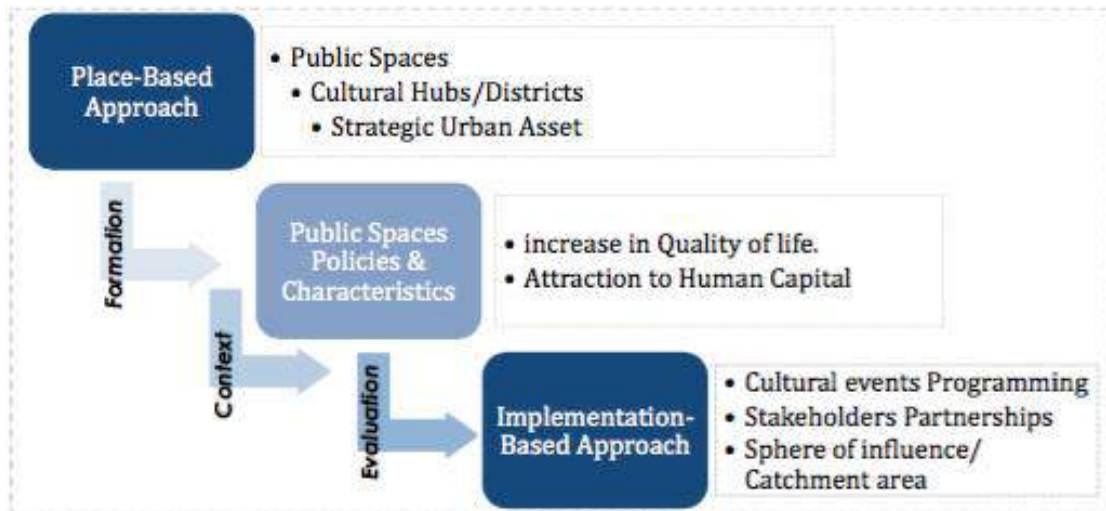 Place-Based
Approach
• Public Spaces
• Cultural Hubs/Districts
• Strategic Urban Asset
Formation
Public Spaces
Policies &
Characteristics
• increase in Quality of life.
• Attraction to Human Capital
Context
Evaluation
Implementation-
Based Approach
• Cultural events Programming
• Stakeholders Partnerships
• Sphere of influence/
Catchment area